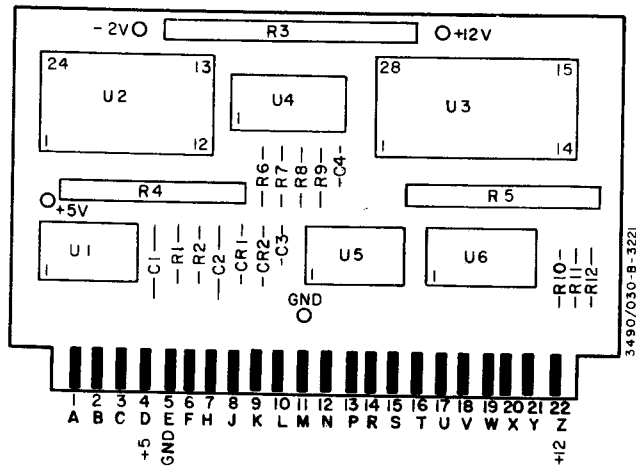 -2V R3 +12V
24 13 28 15
U2 U4 U3
1
1 12 1 14
R6 R7 R8 R9 C4
R4 R5
+5V
U1 C1 R1 R2 C2 CR1 CR2 C3 U5 U6 R10 R11 R12
1 1 1
GND
3490/030-B-3221
1 2 3 4 5 6 7 8 9 10 11 12 13 14 15 16 17 18 19 20 21 22
A B C D E F H J K L M N P R S T U V W X Y Z
+5 GND +12